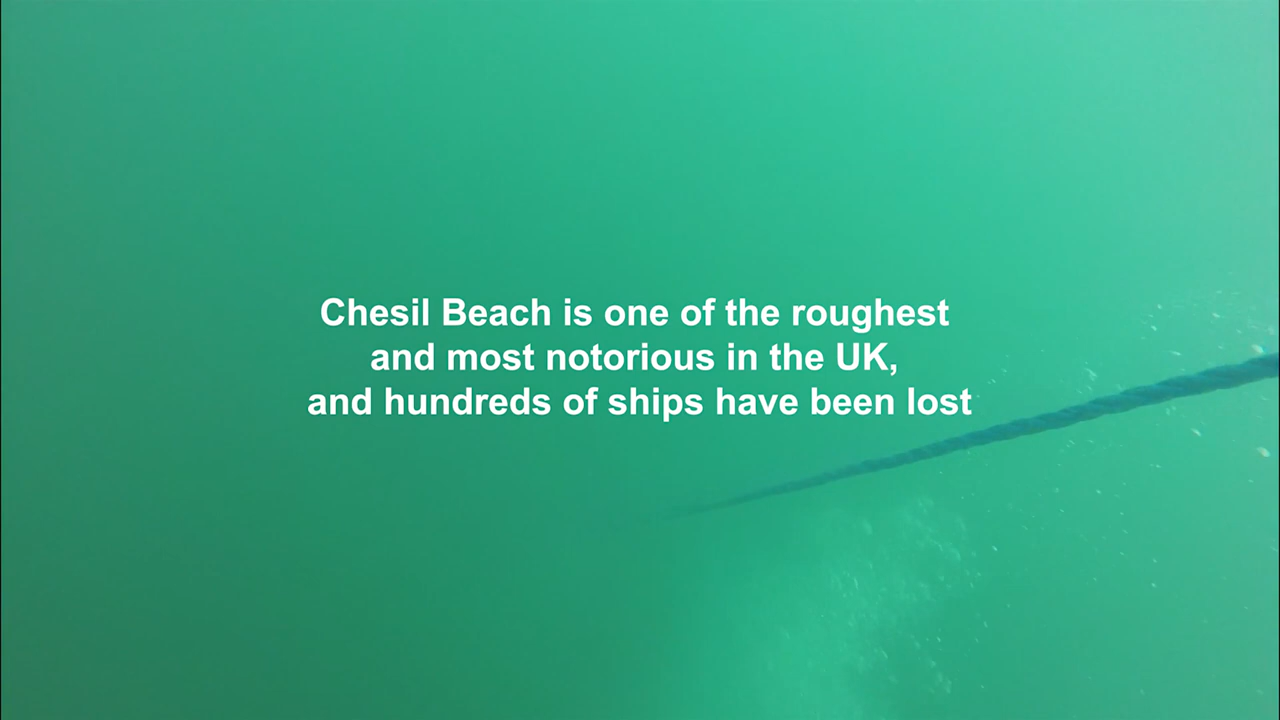 Chesil Beach is one of the roughest
and most notorious in the UK,
and hundreds of ships have been lost